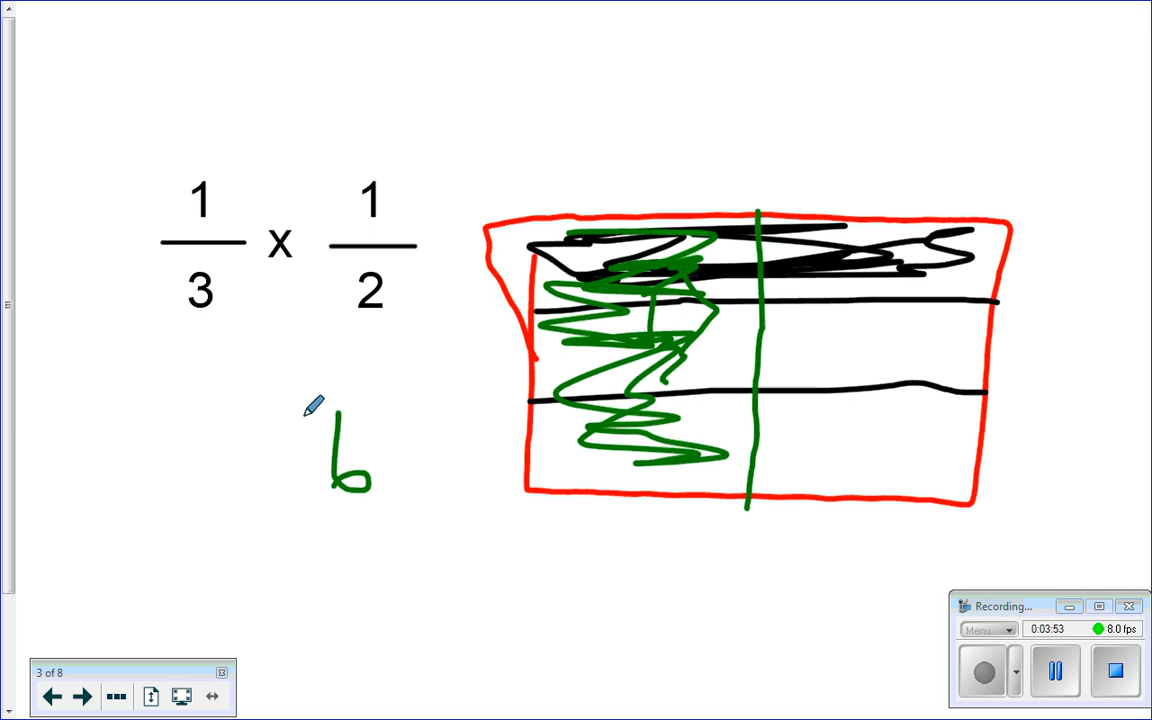 1 1
x
3 2
6
Recording...
Menu
0:03:53 8.0 fps
3 of 8